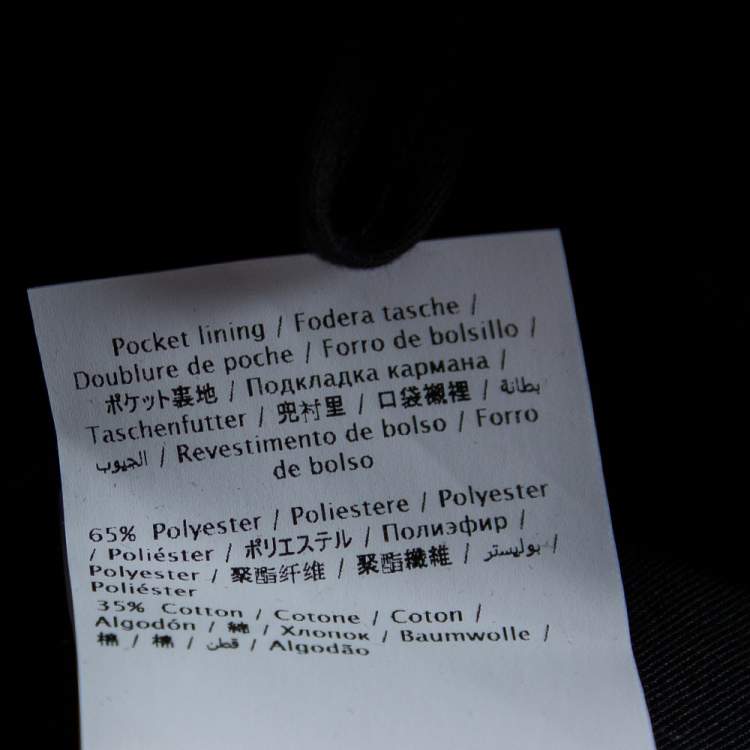 Pocket lining / Fodera tasche /
Doublure de poche / Forro de bolsillo /
ポケット裏地 / Подкладка кармана /
Taschenfutter / 兜衬里 / 口袋襯裡 / بطانة
الجيوب / Revestimento de bolso / Forro
de bolso
65% Polyester / Poliestere / Polyester
/ Poliéster / ポリエステル / Полиэфир /
Polyester / 聚酯纤维 / 聚酯纖維 / بوليستر /
Poliéster
35% Cotton / Cotone / Coton /
Algodón / 綿 / Хлопок / Baumwolle /
棉 / 棉 / قطن / Algodão